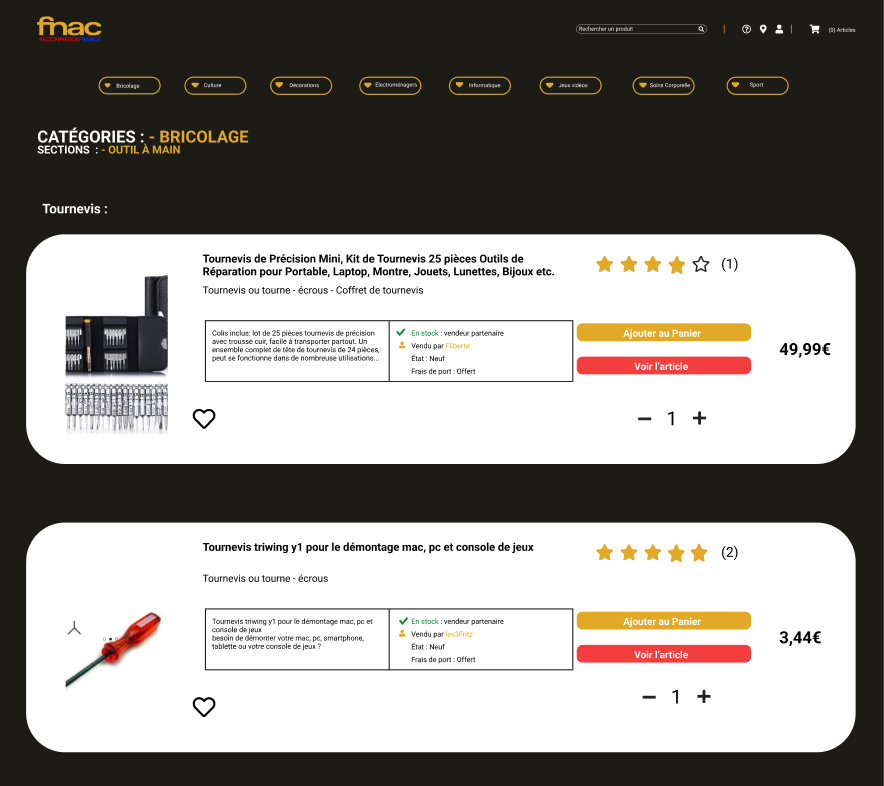 fnac
#ECOMMERCEFRANCE
Rechercher un produit
(0) Articles
Bricolage
Culture
Décorations
Electroménagers
Informatique
Jeux vidéos
Soins Corporelle
Sport
CATÉGORIES : - BRICOLAGE
SECTIONS : - OUTIL À MAIN
Tournevis :
Tournevis de Précision Mini, Kit de Tournevis 25 pièces Outils de
Réparation pour Portable, Laptop, Montre, Jouets, Lunettes, Bijoux etc.
(1)
Tournevis ou tourne - écrous - Coffret de tournevis
Colis inclus: lot de 25 pièces tournevis de précision
avec trousse cuir, facile à transporter partout. Un
ensemble complet de tête de tournevis de 24 pièces,
peut se fonctionne dans de nombreuse utilisations...
En stock : vendeur partenaire
Vendu par Fliberte
État : Neuf
Frais de port : Offert
Ajouter au Panier
Voir l'article
49,99€
1
Tournevis triwing y1 pour le démontage mac, pc et console de jeux
(2)
Tournevis ou tourne - écrous
Tournevis triwing y1 pour le démontage mac, pc et
console de jeux
besoin de démonter votre mac, pc, smartphone,
tablette ou votre console de jeux ?
En stock : vendeur partenaire
Vendu par les3Fritz
État : Neuf
Frais de port : Offert
Ajouter au Panier
Voir l'article
3,44€
1